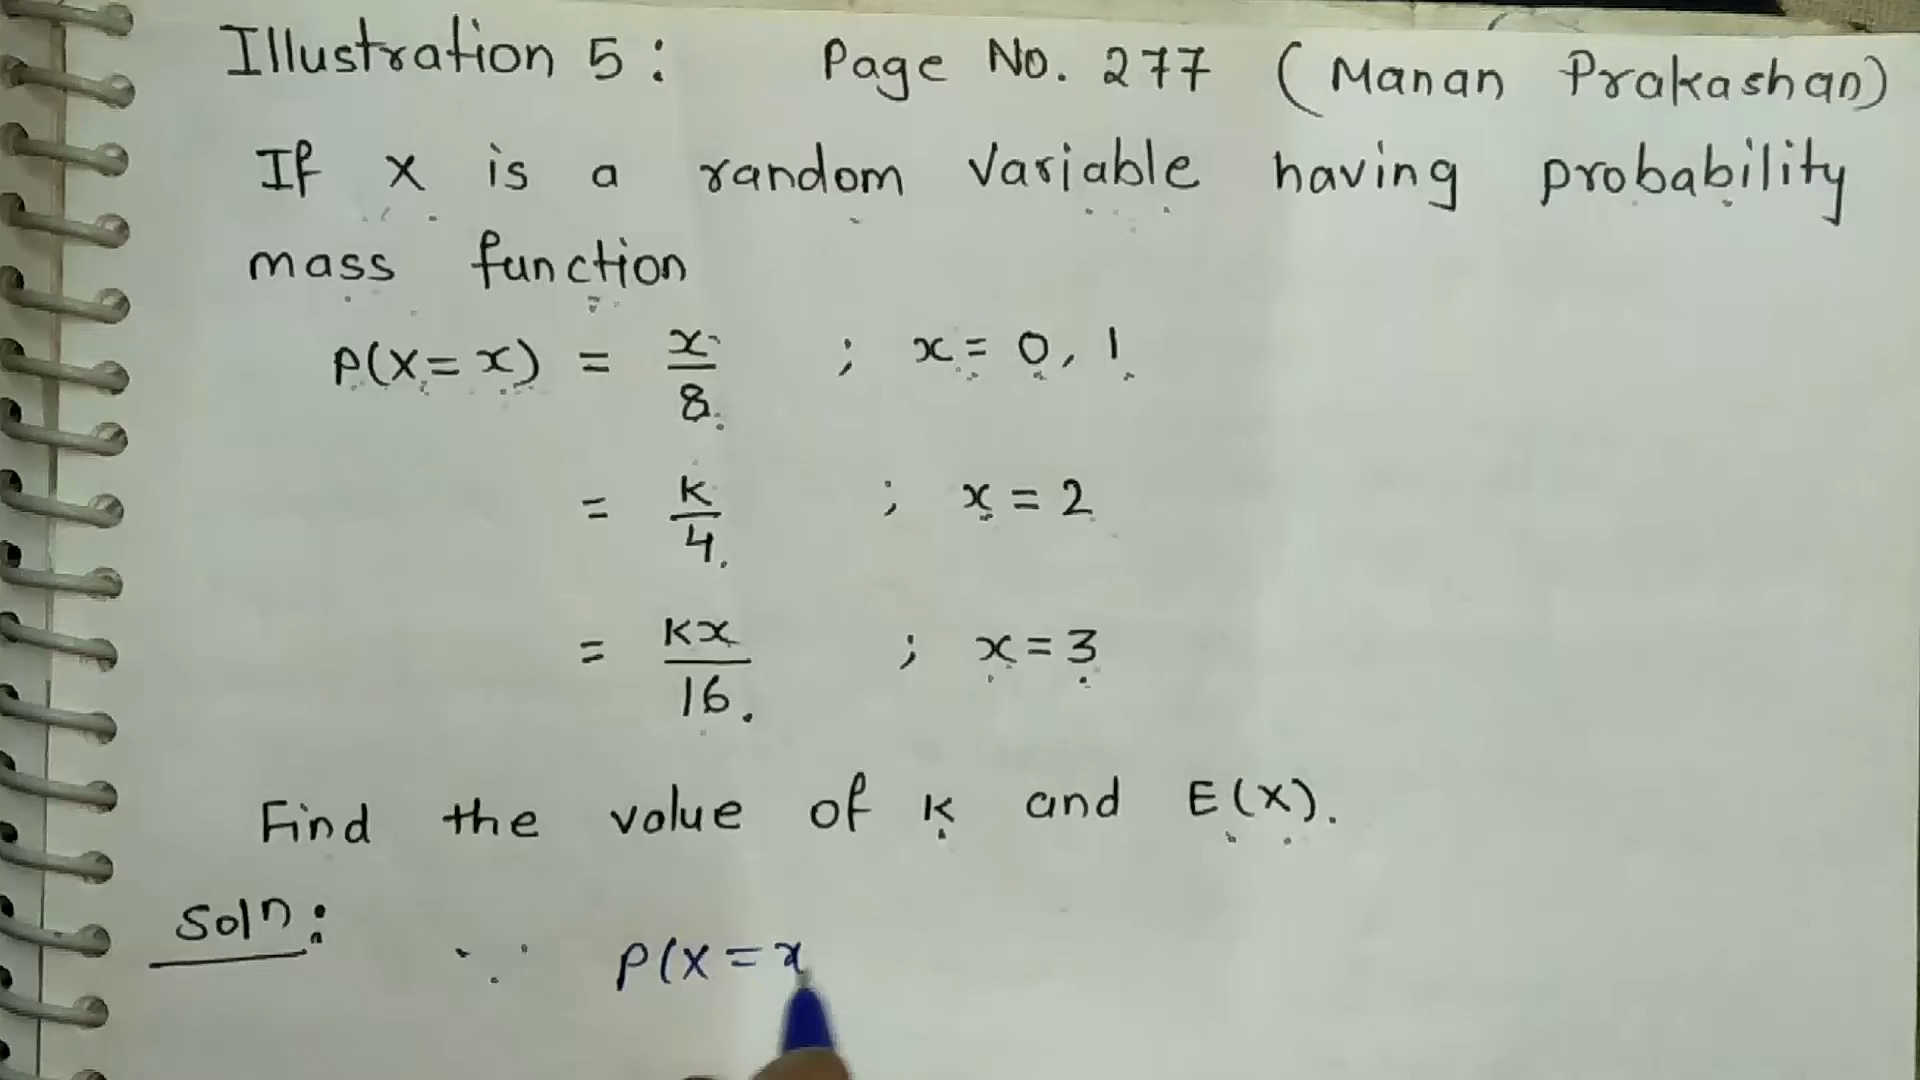 Illustration 5 : Page No. 277 (Manan Prakashan)
If X is a random variable having probability
mass function
P(X = x) = x/8 ; x = 0, 1
= K/4 ; x = 2
= Kx/16 ; x = 3
Find the value of K and E(X).
Soln : ∵ P(X = x